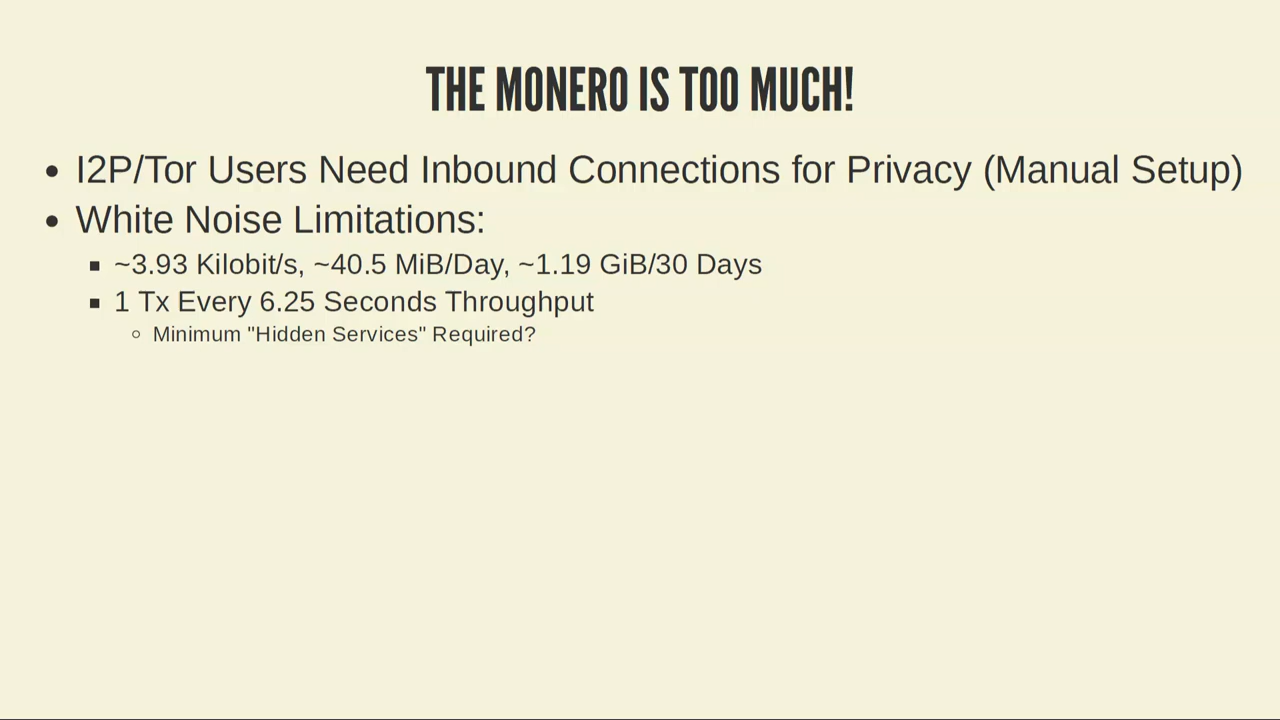 THE MONERO IS TOO MUCH!
• I2P/Tor Users Need Inbound Connections for Privacy (Manual Setup)
• White Noise Limitations:
▪ ~3.93 Kilobit/s, ~40.5 MiB/Day, ~1.19 GiB/30 Days
▪ 1 Tx Every 6.25 Seconds Throughput
◦ Minimum "Hidden Services" Required?